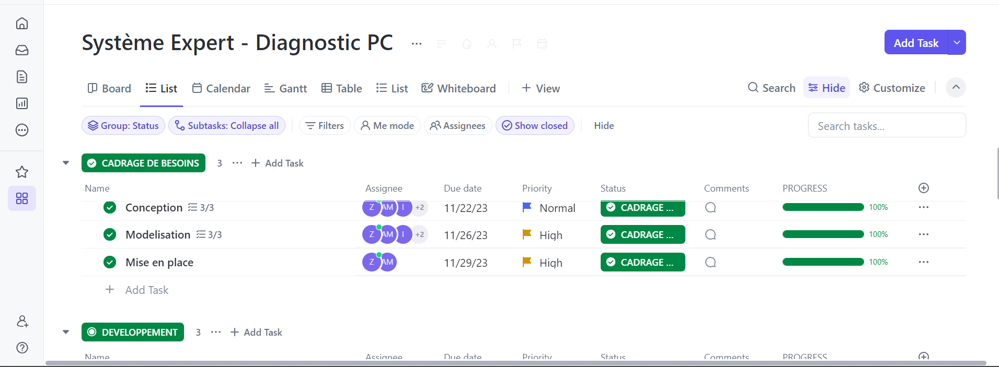 Système Expert - Diagnostic PC
Add Task
Board List Calendar Gantt Table List Whiteboard + View
Search Hide Customize
Group: Status Subtasks: Collapse all Filters Me mode Assignees Show closed Hide
Search tasks...
CADRAGE DE BESOINS 3 ... + Add Task
Name Assignee Due date Priority Status Comments PROGRESS
Conception 3/3 Z AM I +2 11/22/23 Normal CADRAGE ... 100%
Modelisation 3/3 Z AM I +2 11/26/23 High CADRAGE ... 100%
Mise en place Z AM 11/29/23 High CADRAGE ... 100%
+ Add Task
DEVELOPPEMENT 3 ... + Add Task
Name Assignee Due date Priority Status Comments PROGRESS